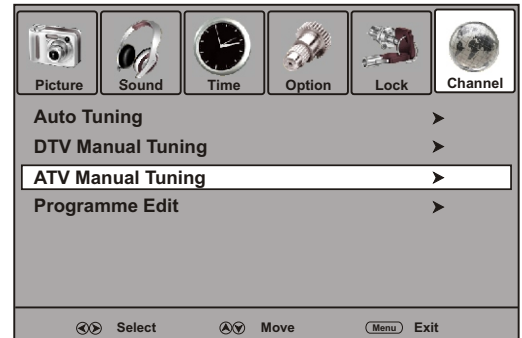 Picture Sound Time Option Lock Channel
Auto Tuning
DTV Manual Tuning
ATV Manual Tuning
Programme Edit
Select Move Menu Exit